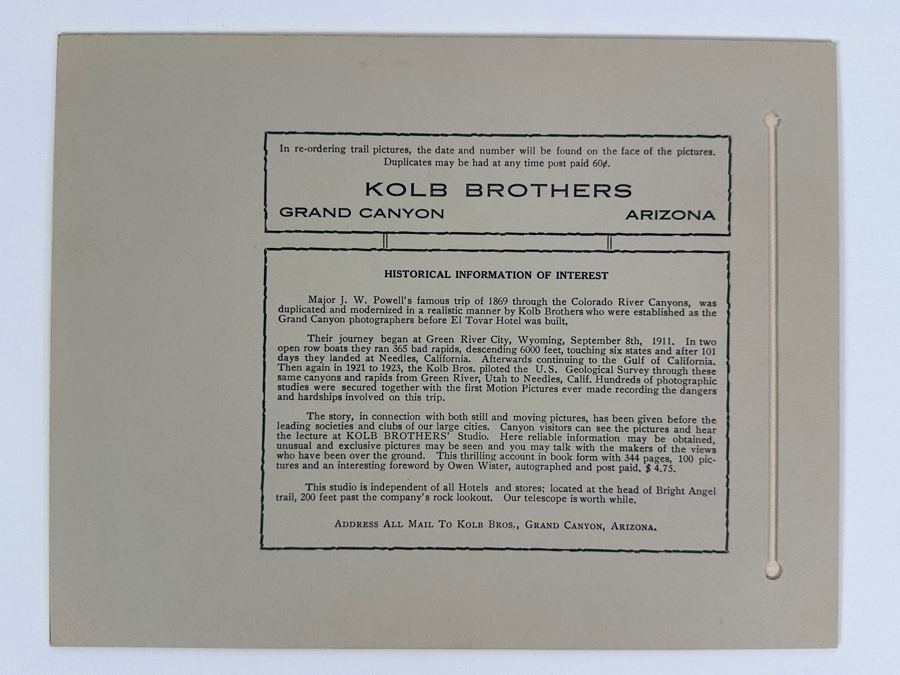 In re-ordering trail pictures, the date and number will be found on the face of the pictures.
Duplicates may be had at any time post paid 60¢.
KOLB BROTHERS
GRAND CANYON ARIZONA
HISTORICAL INFORMATION OF INTEREST
Major J. W. Powell's famous trip of 1869 through the Colorado River Canyons, was
duplicated and modernized in a realistic manner by Kolb Brothers who were established as the
Grand Canyon photographers before El Tovar Hotel was built.
Their journey began at Green River City, Wyoming, September 8th, 1911. In two
open row boats they ran 365 bad rapids, descending 6000 feet, touching six states and after 101
days they landed at Needles, California. Afterwards continuing to the Gulf of California.
Then again in 1921 to 1923, the Kolb Bros. piloted the U. S. Geological Survey through these
same canyons and rapids from Green River, Utah to Needles, Calif. Hundreds of photographic
studies were secured together with the first Motion Pictures ever made recording the dangers
and hardships involved on this trip.
The story, in connection with both still and moving pictures, has been given before the
leading societies and clubs of our large cities. Canyon visitors can see the pictures and hear
the lecture at KOLB BROTHERS' Studio. Here reliable information may be obtained,
unusual and exclusive pictures may be seen and you may talk with the makers of the views
who have been over the ground. This thrilling account in book form with 344 pages, 100 pic-
tures and an interesting foreword by Owen Wister, autographed and post paid, $ 4.75.
This studio is independent of all Hotels and stores; located at the head of Bright Angel
trail, 200 feet past the company's rock lookout. Our telescope is worth while.
ADDRESS ALL MAIL TO KOLB BROS., GRAND CANYON, ARIZONA.